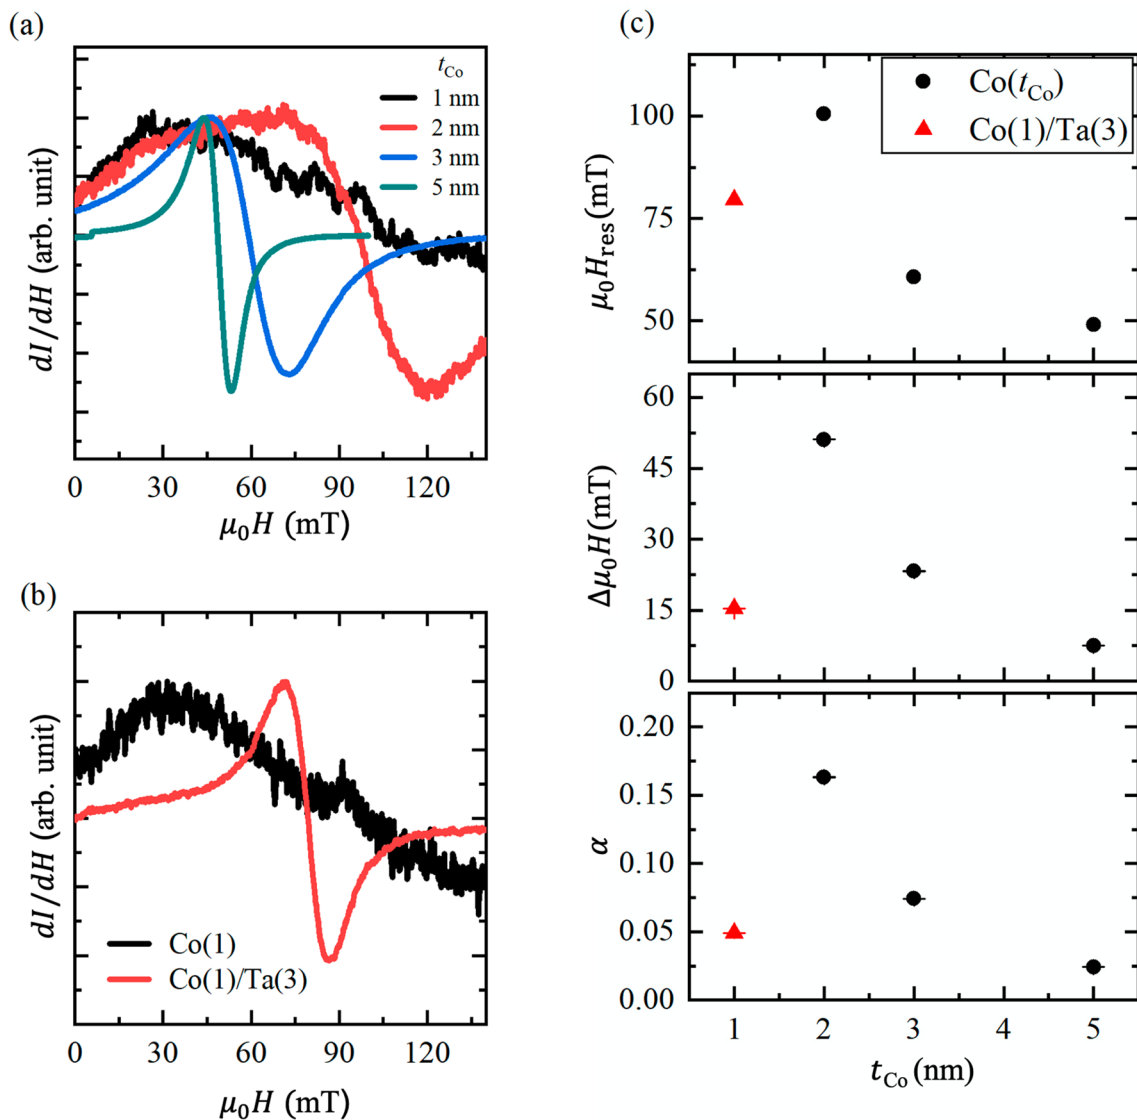 (a)
t_Co
1 nm
2 nm
3 nm
5 nm
dI/dH (arb. unit)
0 30 60 90 120
μ₀H (mT)
(b)
Co(1)
Co(1)/Ta(3)
dI/dH (arb. unit)
0 30 60 90 120
μ₀H (mT)
(c)
Co(t_Co)
Co(1)/Ta(3)
100
75
50
μ₀H_res(mT)
60
45
30
15
0
Δμ₀H(mT)
0.20
0.15
0.10
0.05
0.00
α
1 2 3 4 5
t_Co(nm)